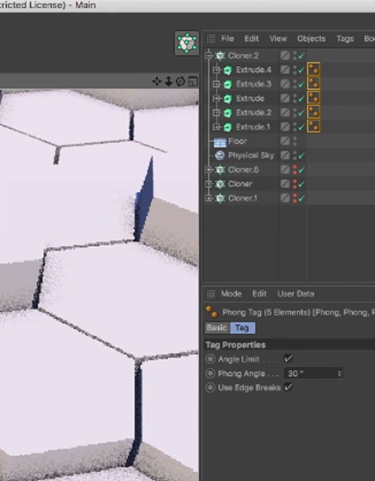 ricted License) - Main
File Edit View Objects Tags Bo
Cloner.2
Extrude.4
Extrude.3
Extrude
Extrude.2
Extrude.1
Floor
Physical Sky
Cloner.5
Cloner
Cloner.1
Mode Edit User Data
Phong Tag (5 Elements) [Phong, Phong, P
Basic Tag
Tag Properties
Angle Limit . . . .
Phong Angle . . . 30 °
Use Edge Breaks